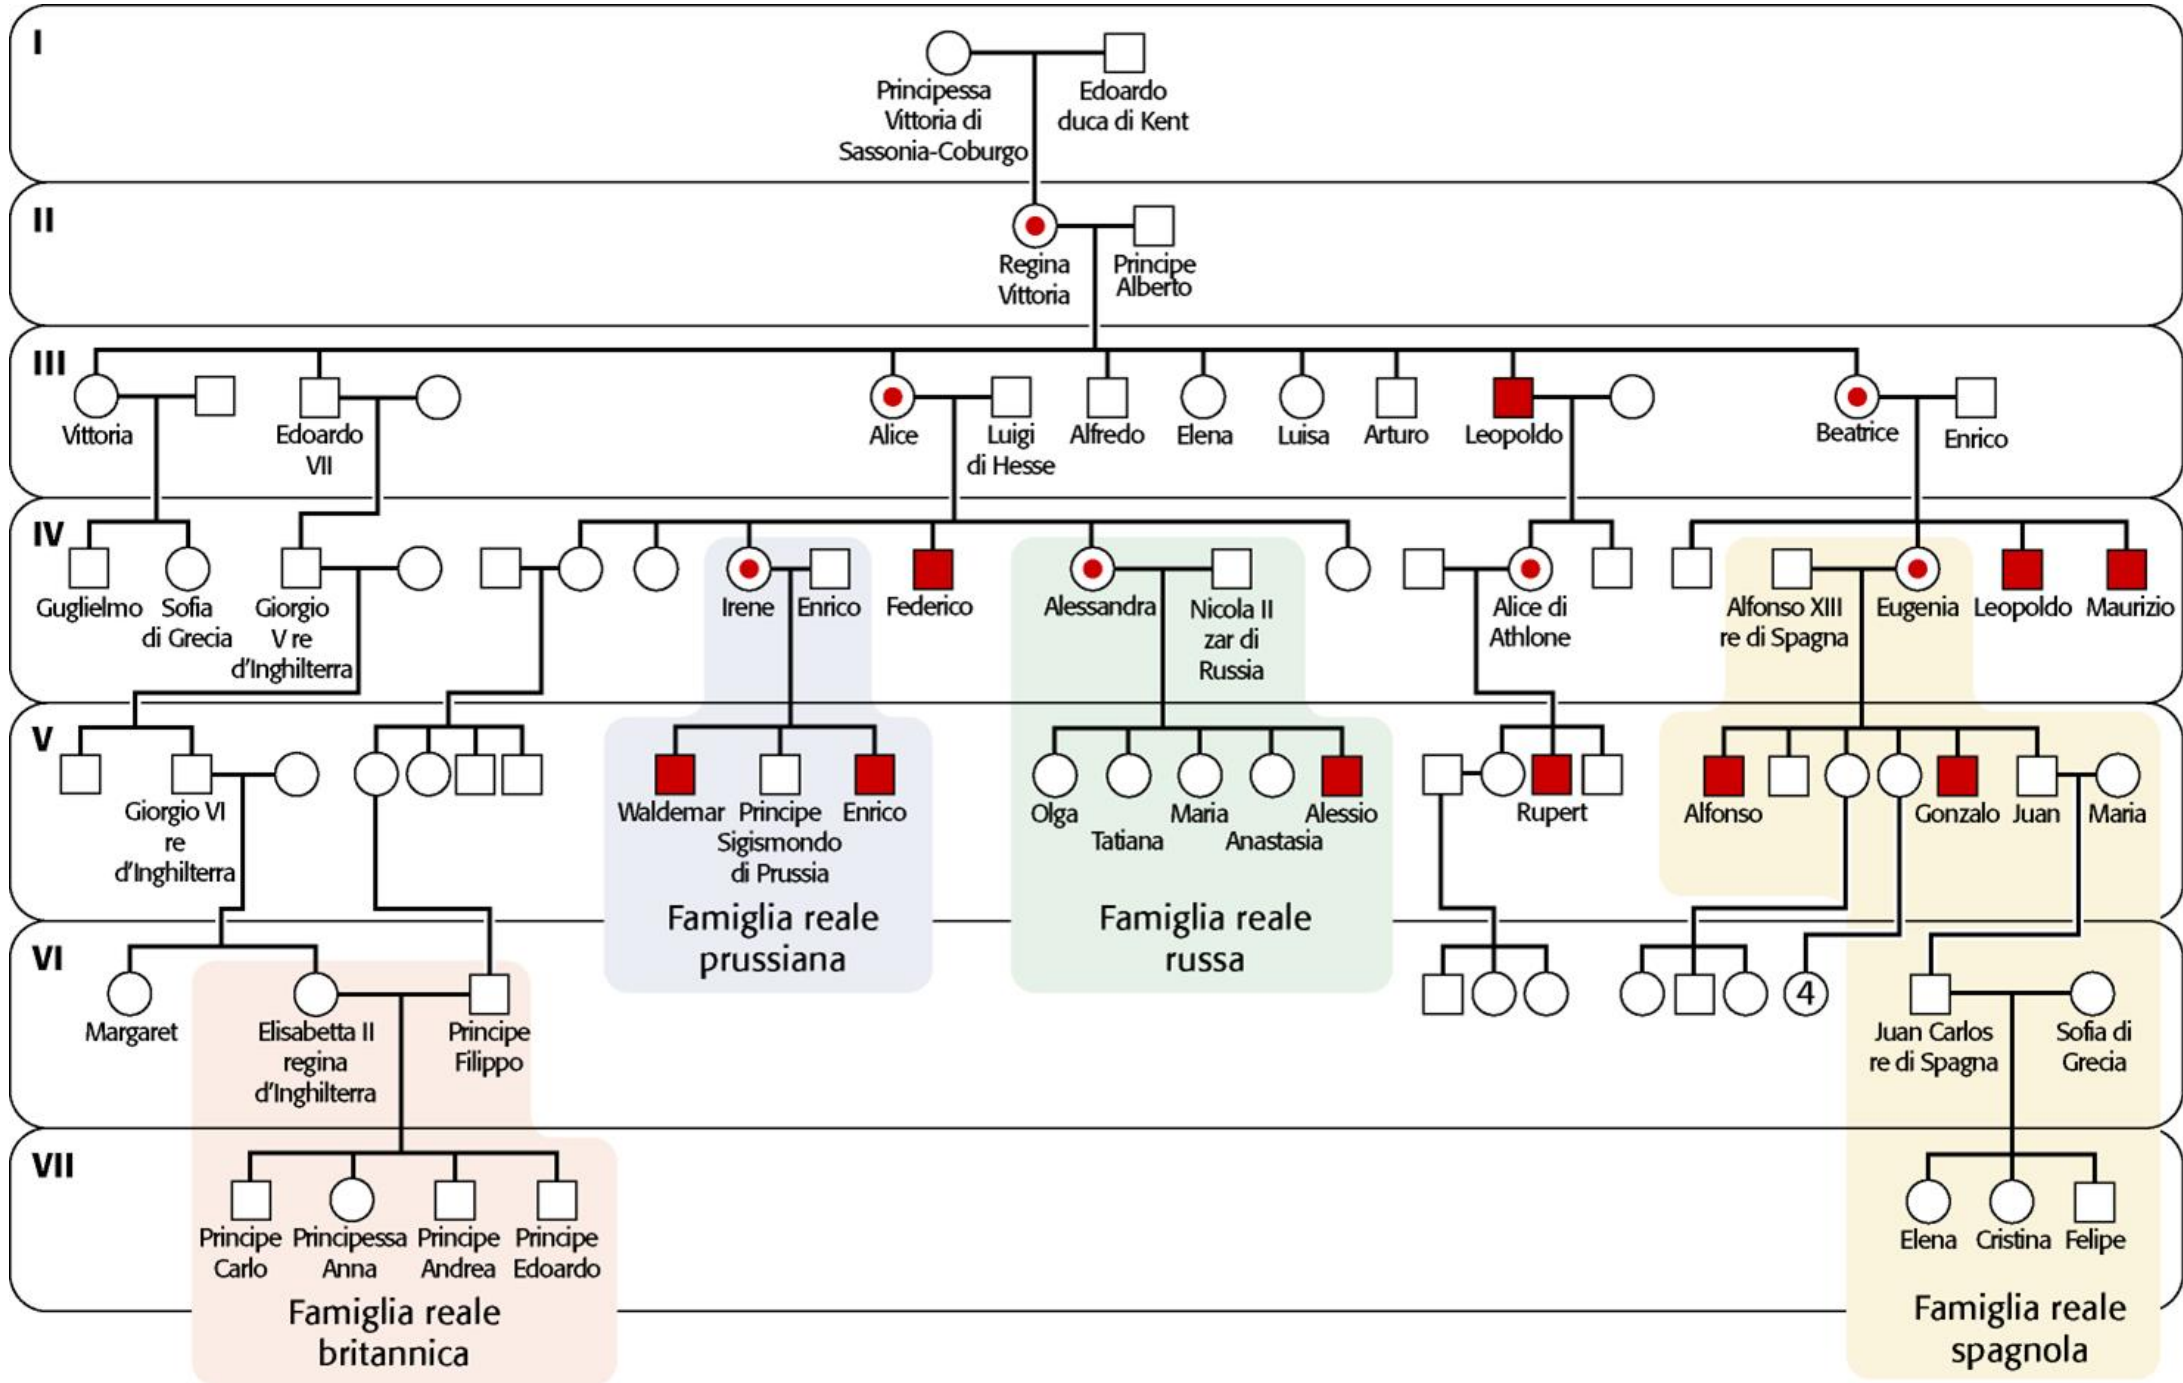 I
Principessa
Vittoria di
Sassonia-Coburgo
Edoardo
duca di Kent
II
Regina
Vittoria
Principe
Alberto
III
Vittoria
Edoardo
VII
Alice
Luigi
di Hesse
Alfredo
Elena
Luisa
Arturo
Leopoldo
Beatrice
Enrico
IV
Guglielmo
Sofia
di Grecia
Giorgio
V re
d'Inghilterra
Irene
Enrico
Federico
Alessandra
Nicola II
zar di
Russia
Alice di
Athlone
Alfonso XIII
re di Spagna
Eugenia
Leopoldo
Maurizio
V
Giorgio VI
re
d'Inghilterra
Waldemar
Principe
Sigismondo
di Prussia
Enrico
Famiglia reale
prussiana
Olga
Tatiana
Maria
Anastasia
Alessio
Famiglia reale
russa
Rupert
Alfonso
Gonzalo
Juan
Maria
VI
Margaret
Elisabetta II
regina
d'Inghilterra
Principe
Filippo
4
Juan Carlos
re di Spagna
Sofia di
Grecia
VII
Principe
Carlo
Principessa
Anna
Principe
Andrea
Principe
Edoardo
Famiglia reale
britannica
Elena
Cristina
Felipe
Famiglia reale
spagnola